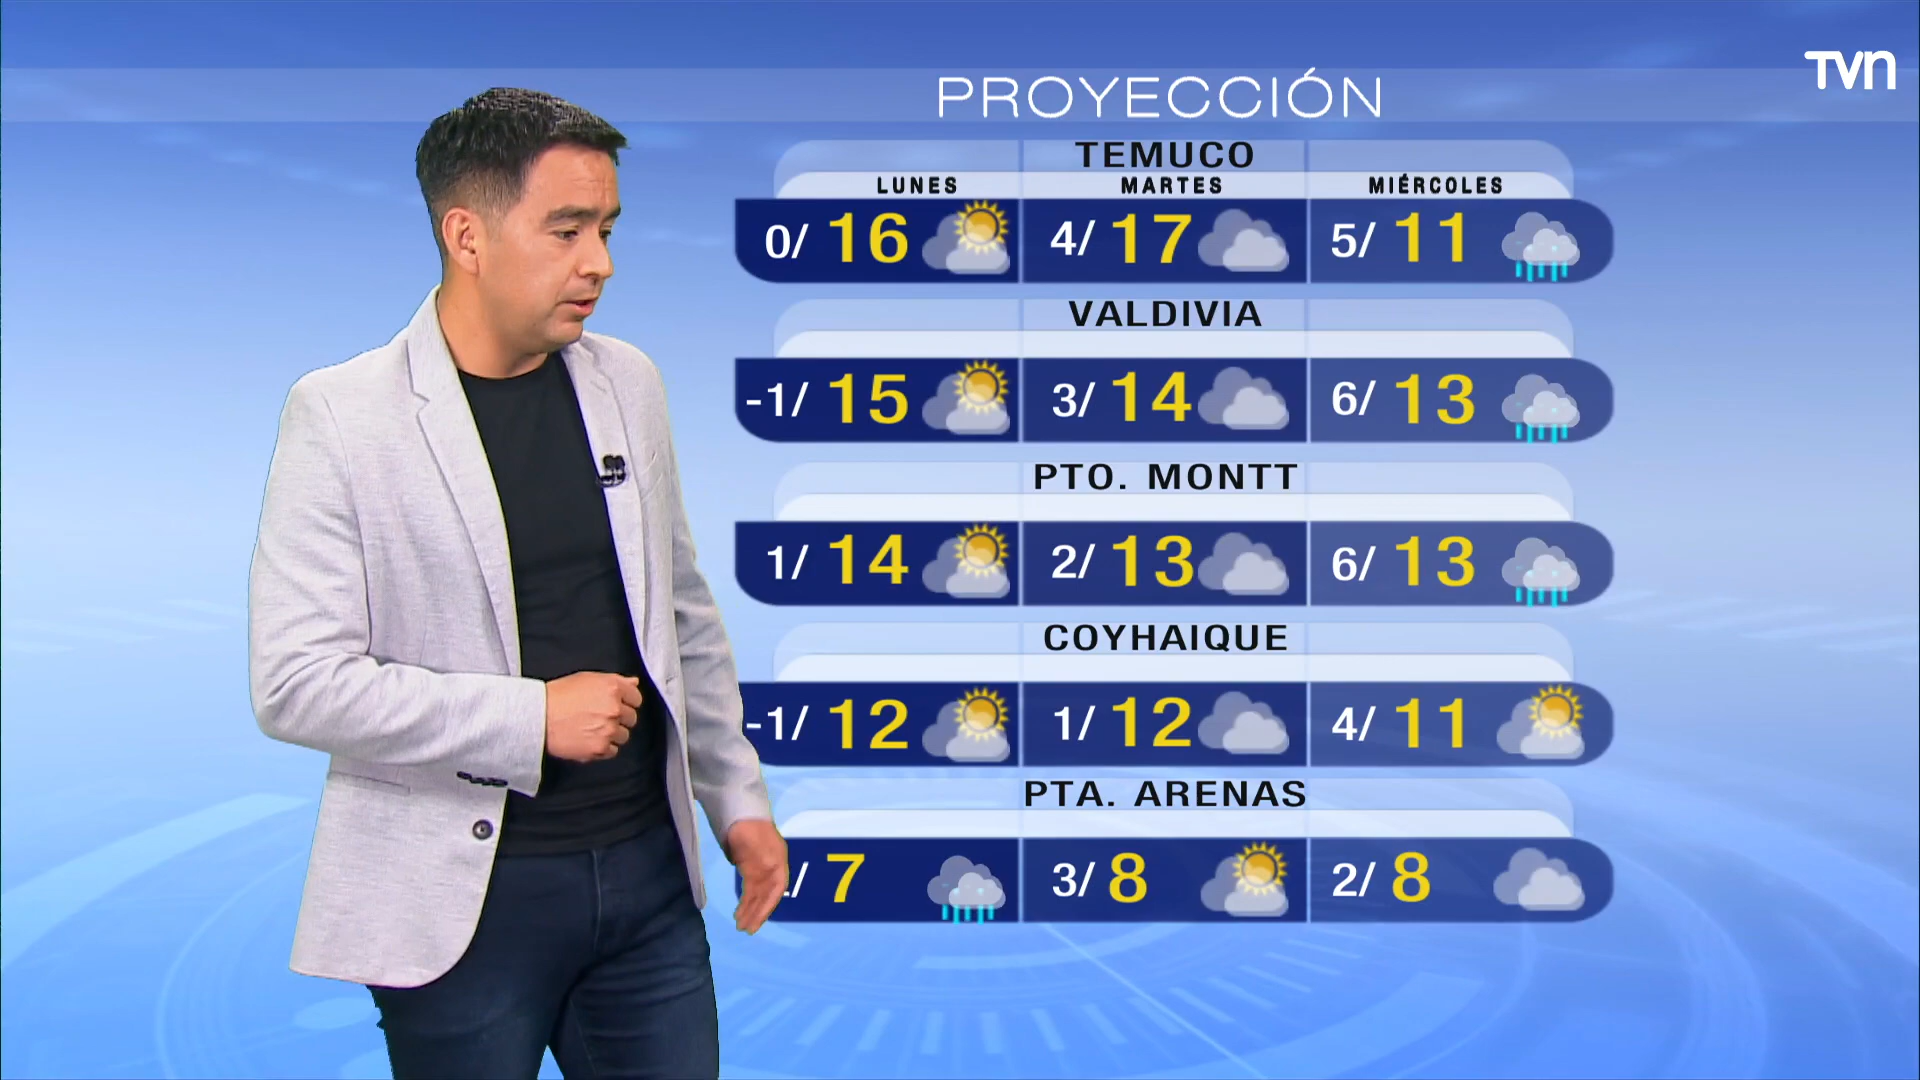 TVN
PROYECCIÓN
TEMUCO
LUNES MARTES MIÉRCOLES
0/ 16 4/ 17 5/ 11
VALDIVIA
-1/ 15 3/ 14 6/ 13
PTO. MONTT
1/ 14 2/ 13 6/ 13
COYHAIQUE
-1/ 12 1/ 12 4/ 11
PTA. ARENAS
/ 7 3/ 8 2/ 8